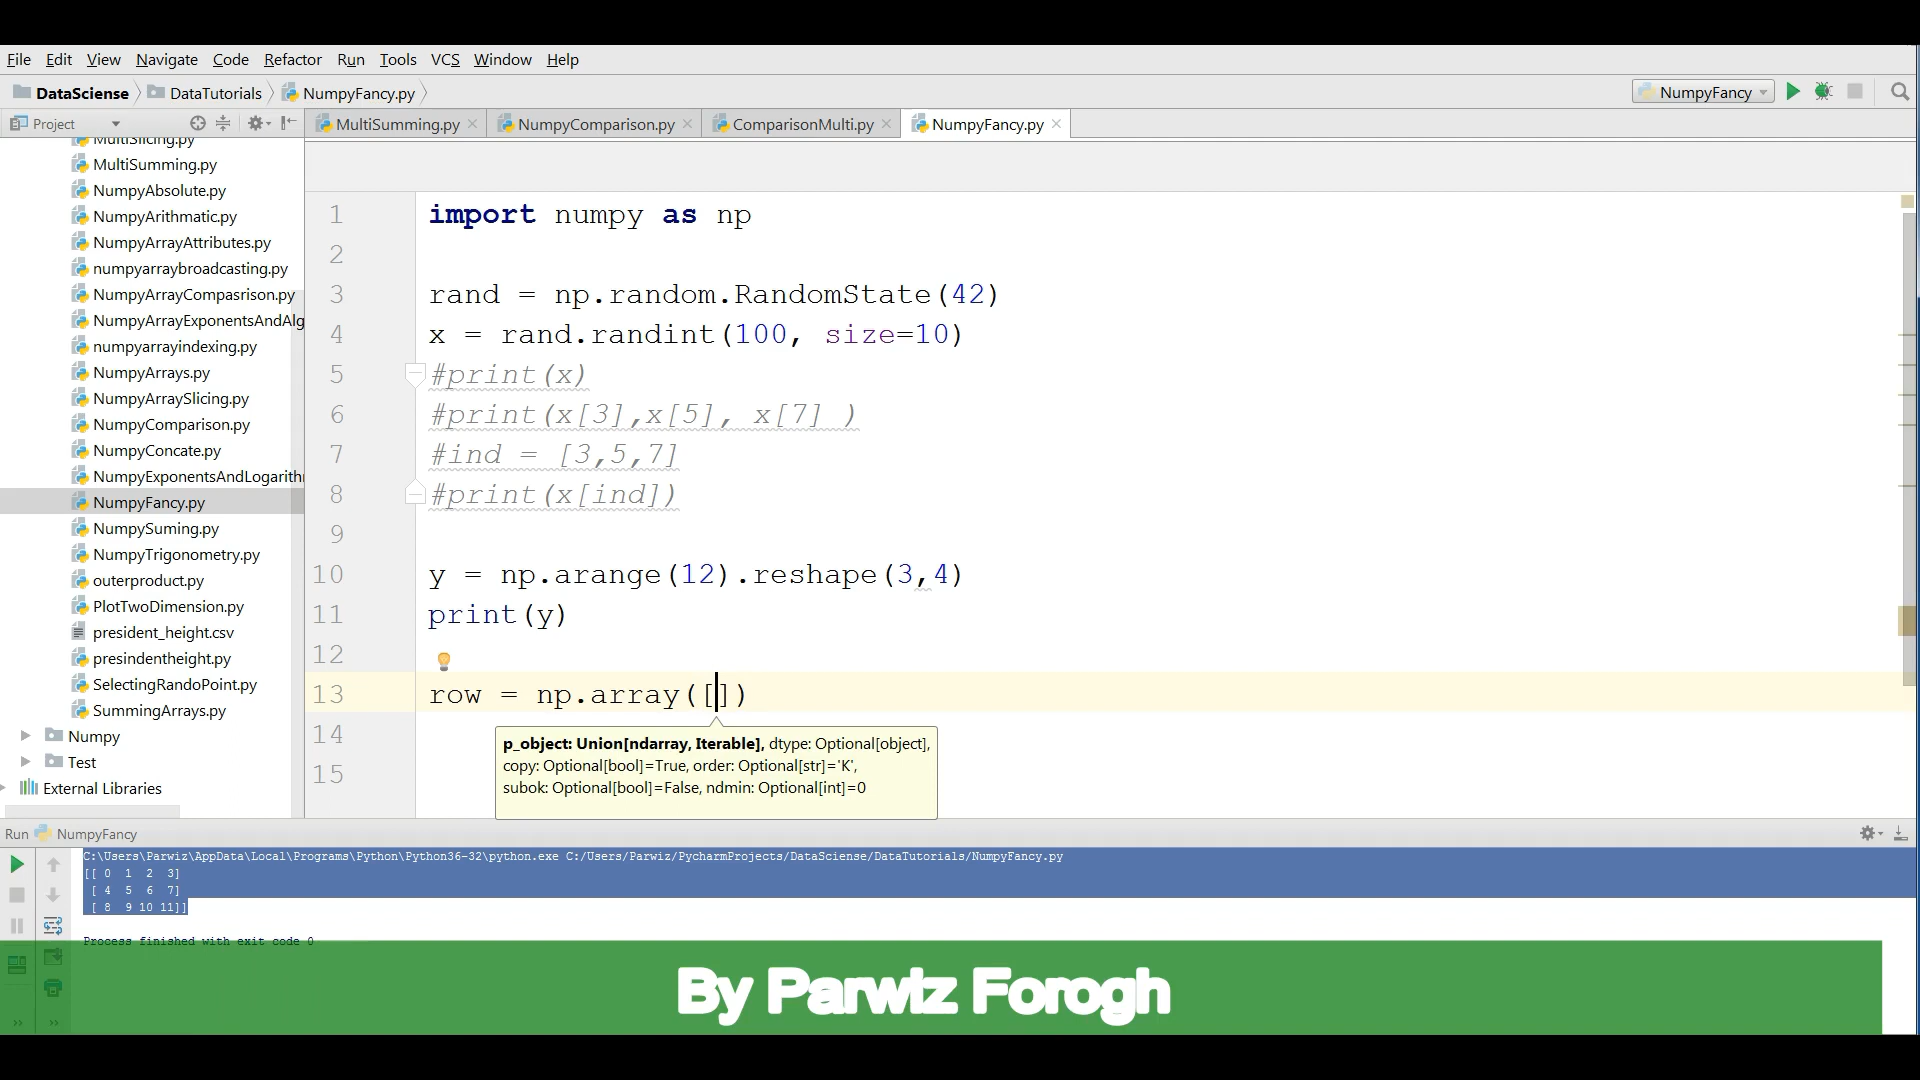 File Edit View Navigate Code Refactor Run Tools VCS Window Help
DataSciense DataTutorials NumpyFancy.py NumpyFancy
Project MultiSumming.py NumpyComparison.py ComparisonMulti.py NumpyFancy.py
MultiSlicing.py
MultiSumming.py
NumpyAbsolute.py
NumpyArithmatic.py
NumpyArrayAttributes.py
numpyarraybroadcasting.py
NumpyArrayCompasrison.py
NumpyArrayExponentsAndAlg
numpyarrayindexing.py
NumpyArrays.py
NumpyArraySlicing.py
NumpyComparison.py
NumpyConcate.py
NumpyExponentsAndLogarith
NumpyFancy.py
NumpySuming.py
NumpyTrigonometry.py
outerproduct.py
PlotTwoDimension.py
president_height.csv
presindentheight.py
SelectingRandoPoint.py
SummingArrays.py
Numpy
Test
External Libraries
1 import numpy as np
2
3 rand = np.random.RandomState(42)
4 x = rand.randint(100, size=10)
5 #print(x)
6 #print(x[3],x[5], x[7] )
7 #ind = [3,5,7]
8 #print(x[ind])
9
10 y = np.arange(12).reshape(3,4)
11 print(y)
12
13 row = np.array([])
14
15
p_object: Union[ndarray, Iterable], dtype: Optional[object],
copy: Optional[bool]=True, order: Optional[str]='K',
subok: Optional[bool]=False, ndmin: Optional[int]=0
Run NumpyFancy
C:\Users\Parwiz\AppData\Local\Programs\Python\Python36-32\python.exe C:/Users/Parwiz/PycharmProjects/DataSciense/DataTutorials/NumpyFancy.py
[[ 0 1 2 3]
[ 4 5 6 7]
[ 8 9 10 11]]
Process finished with exit code 0
By Parwiz Forogh